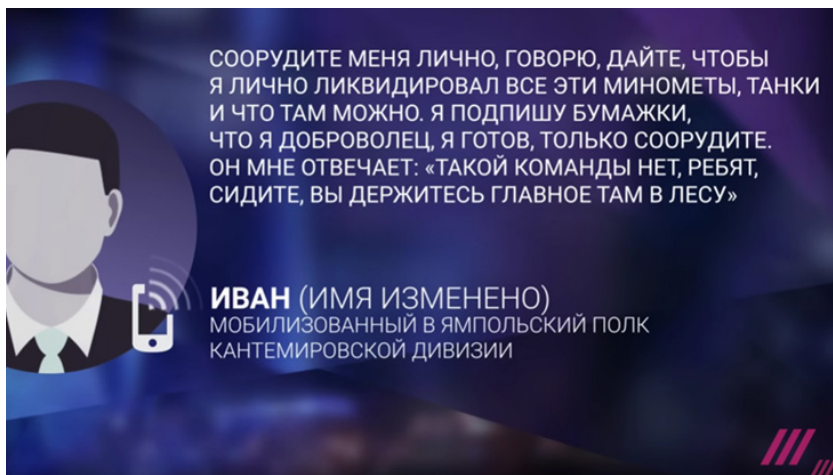 СООРУДИТЕ МЕНЯ ЛИЧНО, ГОВОРЮ, ДАЙТЕ, ЧТОБЫ
Я ЛИЧНО ЛИКВИДИРОВАЛ ВСЕ ЭТИ МИНОМЕТЫ, ТАНКИ
И ЧТО ТАМ МОЖНО. Я ПОДПИШУ БУМАЖКИ,
ЧТО Я ДОБРОВОЛЕЦ, Я ГОТОВ, ТОЛЬКО СООРУДИТЕ.
ОН МНЕ ОТВЕЧАЕТ: «ТАКОЙ КОМАНДЫ НЕТ, РЕБЯТ,
СИДИТЕ, ВЫ ДЕРЖИТЕСЬ ГЛАВНОЕ ТАМ В ЛЕСУ»
ИВАН (ИМЯ ИЗМЕНЕНО)
МОБИЛИЗОВАННЫЙ В ЯМПОЛЬСКИЙ ПОЛК
КАНТЕМИРОВСКОЙ ДИВИЗИИ